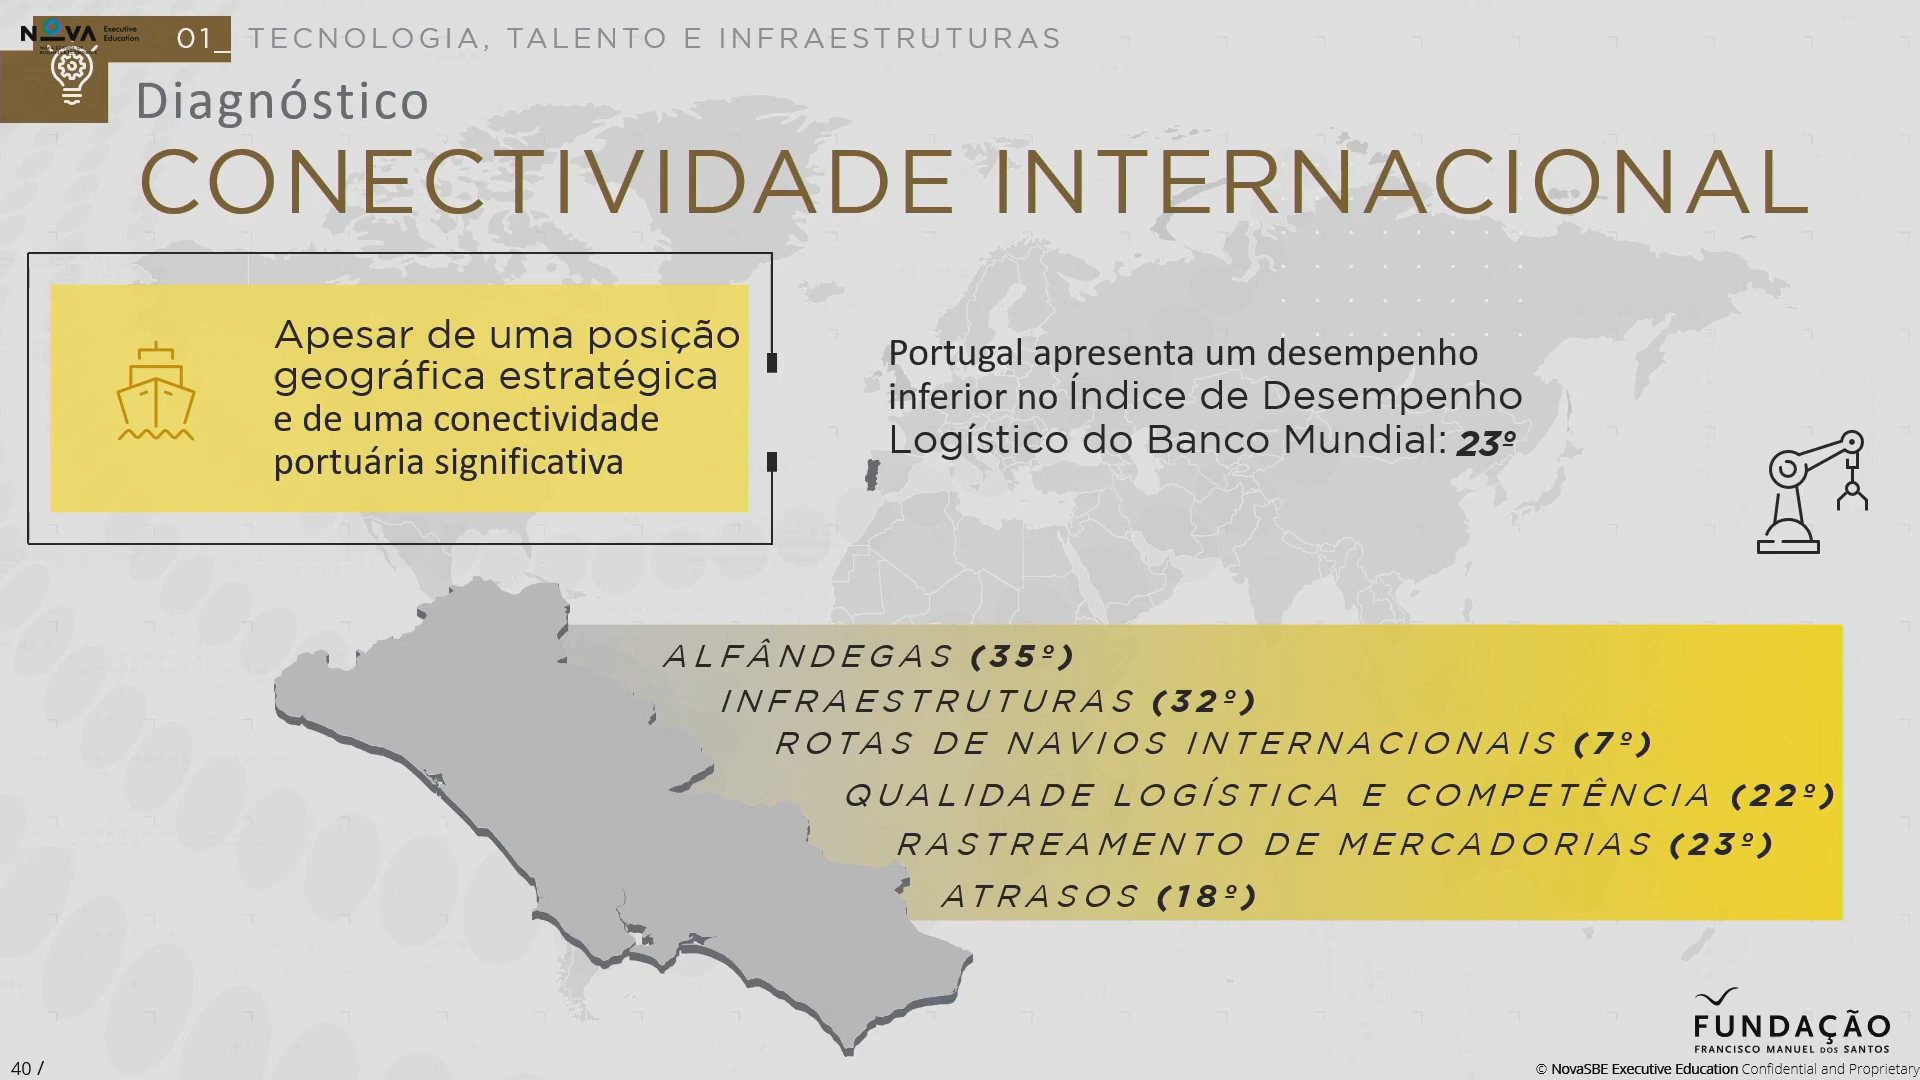 NOVA Executive Education
01_ TECNOLOGIA, TALENTO E INFRAESTRUTURAS
Diagnóstico
CONECTIVIDADE INTERNACIONAL
Apesar de uma posição
geográfica estratégica
e de uma conectividade
portuária significativa
Portugal apresenta um desempenho
inferior no Índice de Desempenho
Logístico do Banco Mundial: 23º
ALFÂNDEGAS (35º)
INFRAESTRUTURAS (32º)
ROTAS DE NAVIOS INTERNACIONAIS (7º)
QUALIDADE LOGÍSTICA E COMPETÊNCIA (22º)
RASTREAMENTO DE MERCADORIAS (23º)
ATRASOS (18º)
FUNDAÇÃO
FRANCISCO MANUEL DOS SANTOS
40 /
© NovaSBE Executive Education Confidential and Proprietary